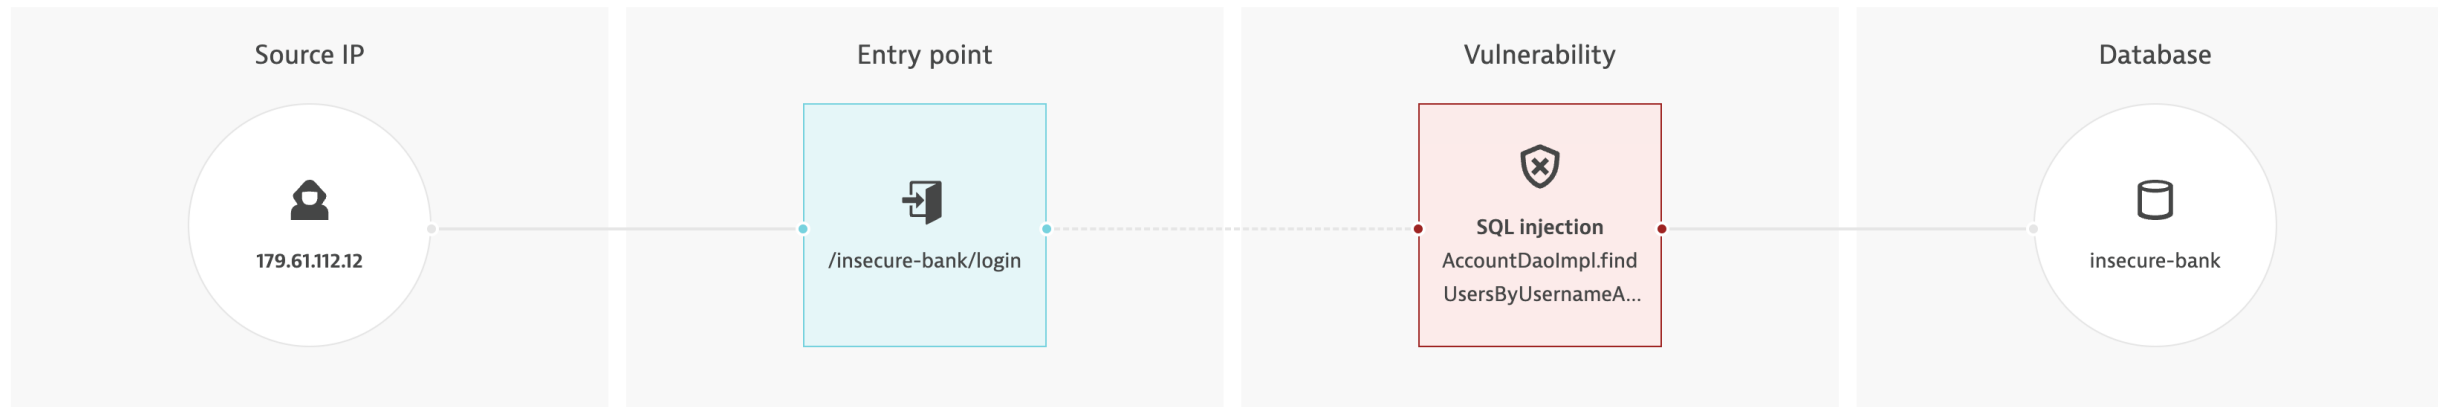 Source IP
179.61.112.12
Entry point
/insecure-bank/login
Vulnerability
SQL injection
AccountDaoImpl.find
UsersByUsernameA...
Database
insecure-bank